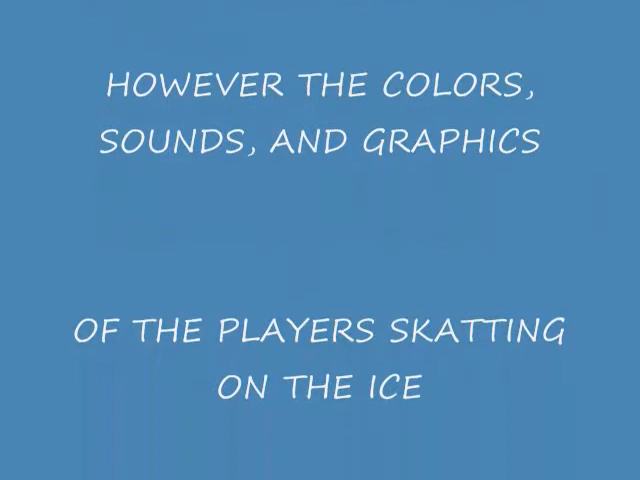 HOWEVER THE COLORS,
SOUNDS, AND GRAPHICS
OF THE PLAYERS SKATTING
ON THE ICE